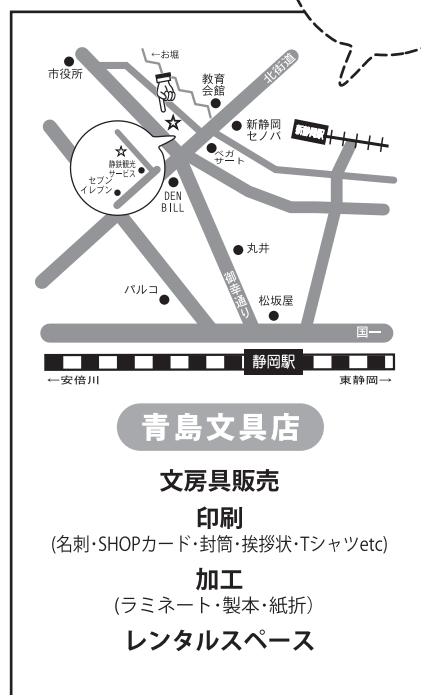 ←お堀
市役所
教育
会館
北街道
新静岡
セノバ
新静岡駅
ベガ
サート
静鉄観光
サービス
セブン
イレブン
DEN
BILL
丸井
御幸通り
パルコ
松坂屋
国一
静岡駅
←安倍川
東静岡→
青島文具店
文房具販売
印刷
(名刺･SHOPカード･封筒･挨拶状･Tシャツetc)
加工
(ラミネート･製本･紙折)
レンタルスペース